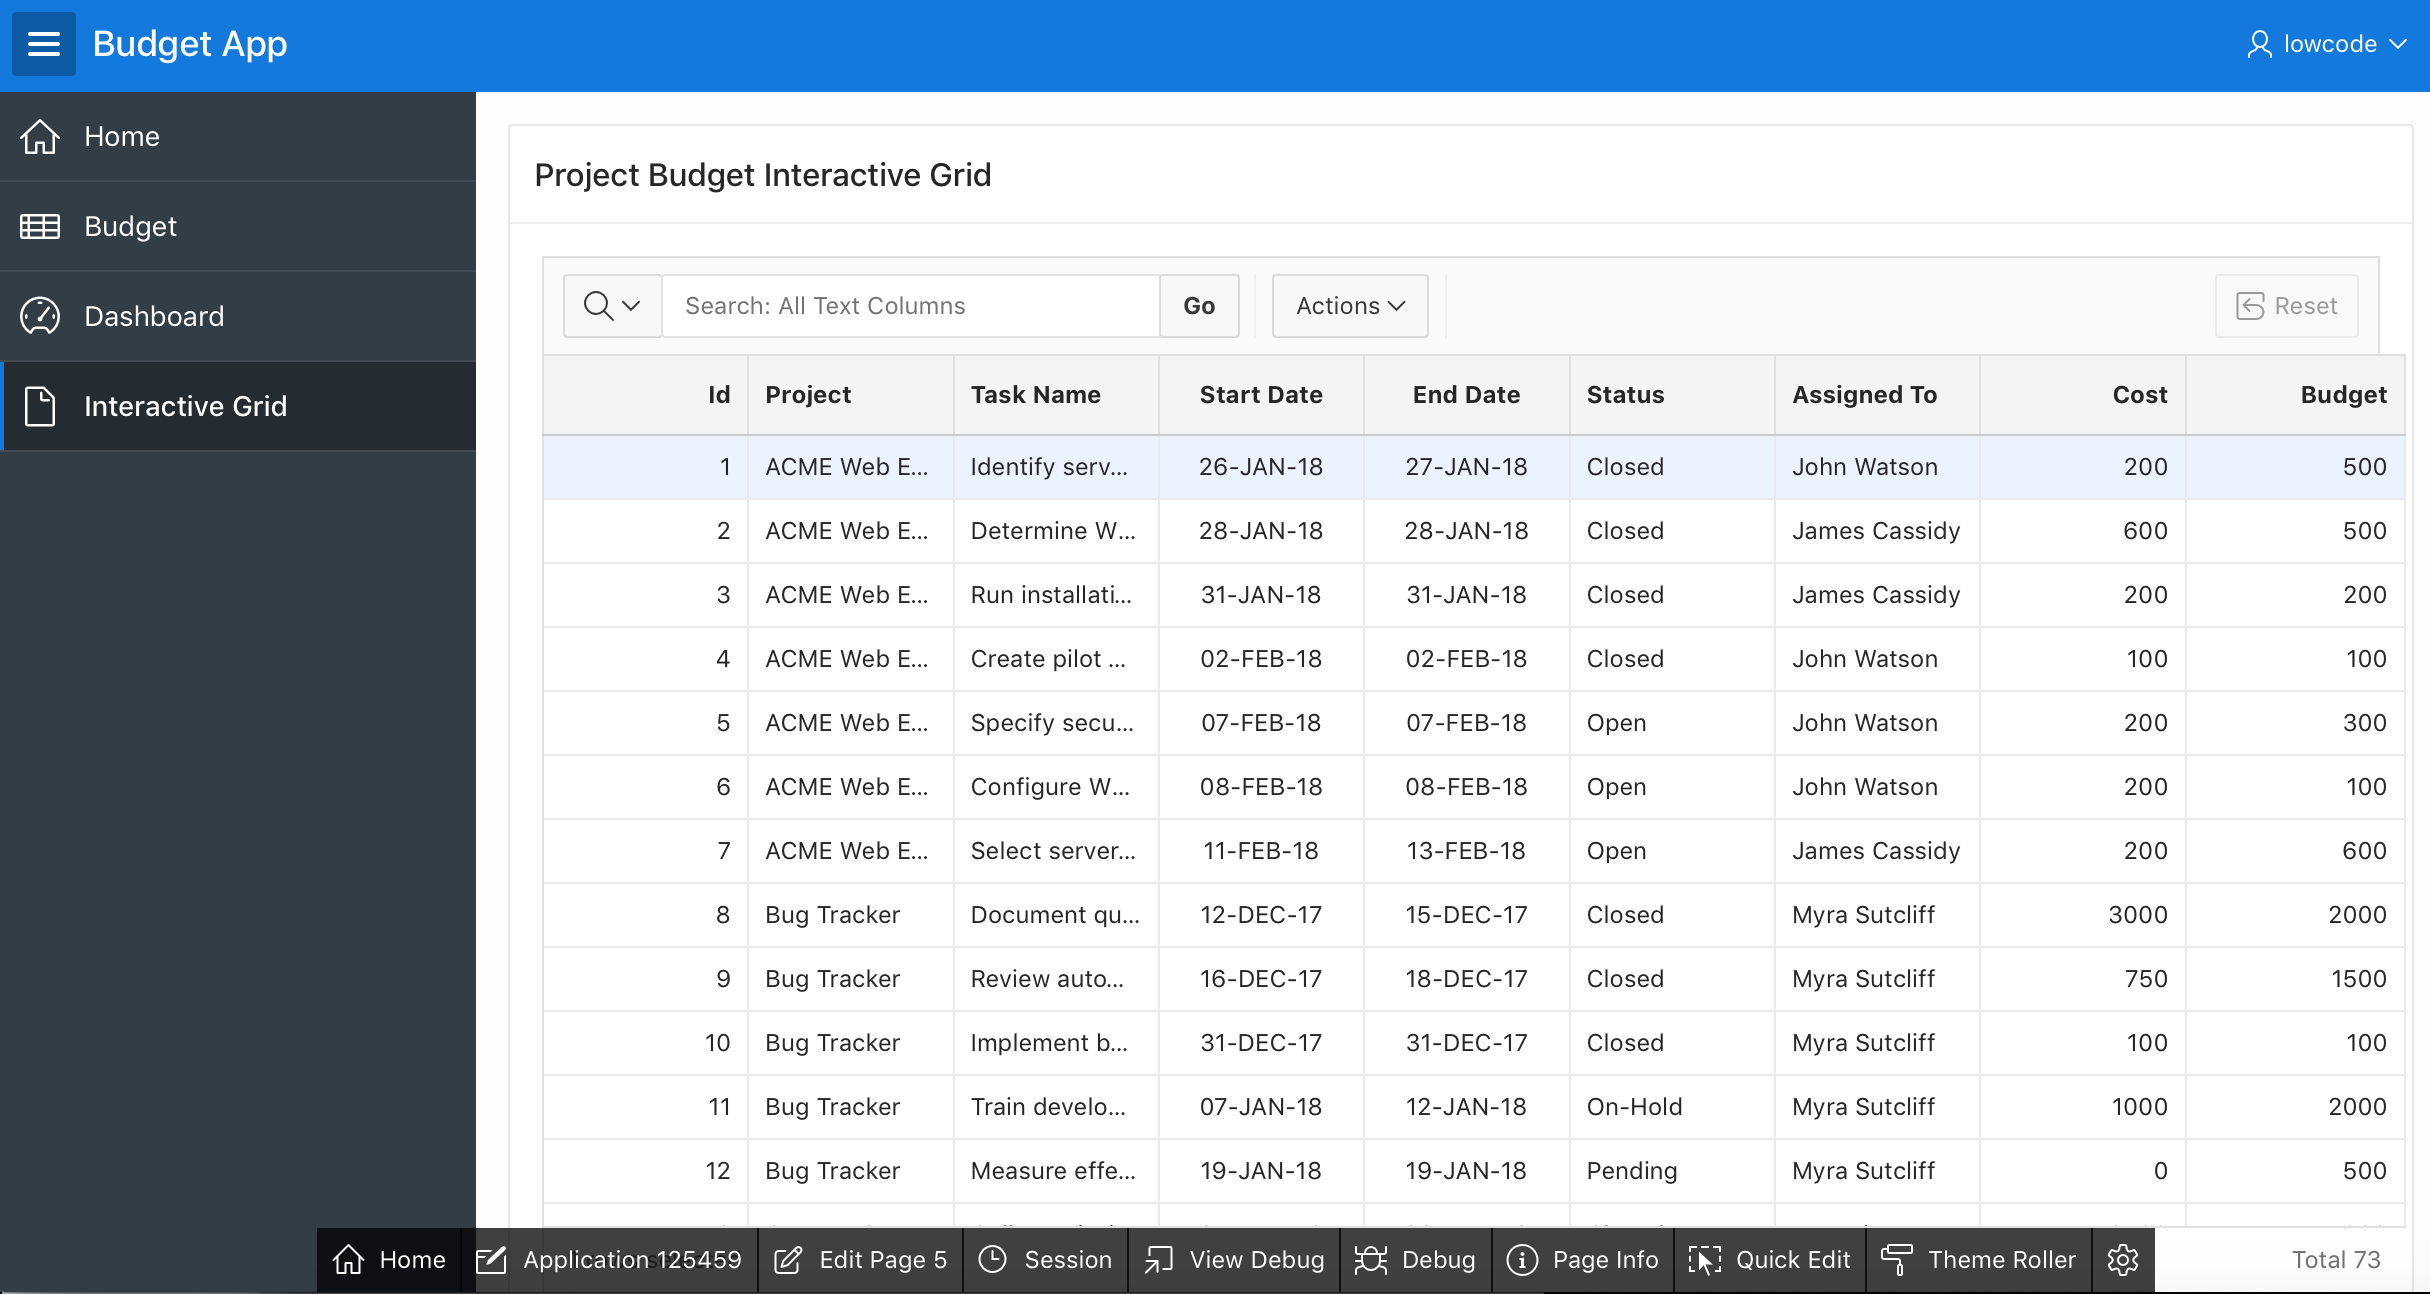 Budget App
lowcode
Home
Budget
Dashboard
Interactive Grid
Project Budget Interactive Grid
Search: All Text Columns Go Actions Reset
Id Project Task Name Start Date End Date Status Assigned To Cost Budget
1 ACME Web E... Identify serv... 26-JAN-18 27-JAN-18 Closed John Watson 200 500
2 ACME Web E... Determine W... 28-JAN-18 28-JAN-18 Closed James Cassidy 600 500
3 ACME Web E... Run installati... 31-JAN-18 31-JAN-18 Closed James Cassidy 200 200
4 ACME Web E... Create pilot ... 02-FEB-18 02-FEB-18 Closed John Watson 100 100
5 ACME Web E... Specify secu... 07-FEB-18 07-FEB-18 Open John Watson 200 300
6 ACME Web E... Configure W... 08-FEB-18 08-FEB-18 Open John Watson 200 100
7 ACME Web E... Select server... 11-FEB-18 13-FEB-18 Open James Cassidy 200 600
8 Bug Tracker Document qu... 12-DEC-17 15-DEC-17 Closed Myra Sutcliff 3000 2000
9 Bug Tracker Review auto... 16-DEC-17 18-DEC-17 Closed Myra Sutcliff 750 1500
10 Bug Tracker Implement b... 31-DEC-17 31-DEC-17 Closed Myra Sutcliff 100 100
11 Bug Tracker Train develo... 07-JAN-18 12-JAN-18 On-Hold Myra Sutcliff 1000 2000
12 Bug Tracker Measure effe... 19-JAN-18 19-JAN-18 Pending Myra Sutcliff 0 500
Home Application 125459 Edit Page 5 Session View Debug Debug Page Info Quick Edit Theme Roller Total 73